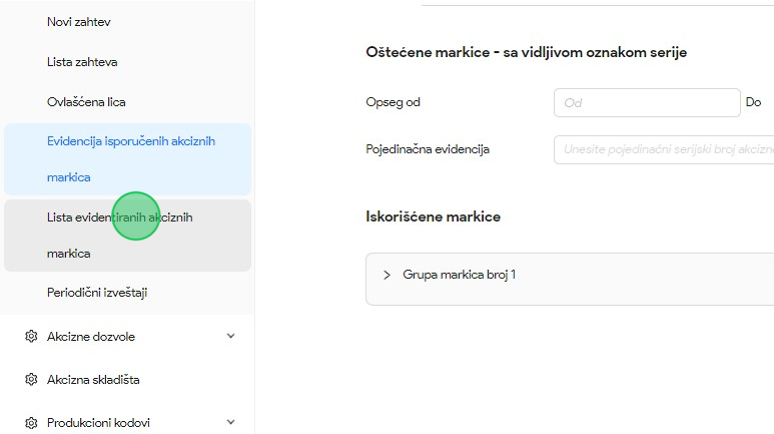 Novi zahtev
Lista zahteva
Ovlašćena lica
Evidencija isporučenih akciznih
markica
Lista evidentiranih akciznih
markica
Periodični izveštaji
Akcizne dozvole
Akcizna skladišta
Produkcioni kodovi
Oštećene markice - sa vidljivom oznakom serije
Opseg od
Od
Do
Pojedinačna evidencija
Unesite pojedinačni serijski broj akcizne
Iskorišćene markice
Grupa markica broj 1